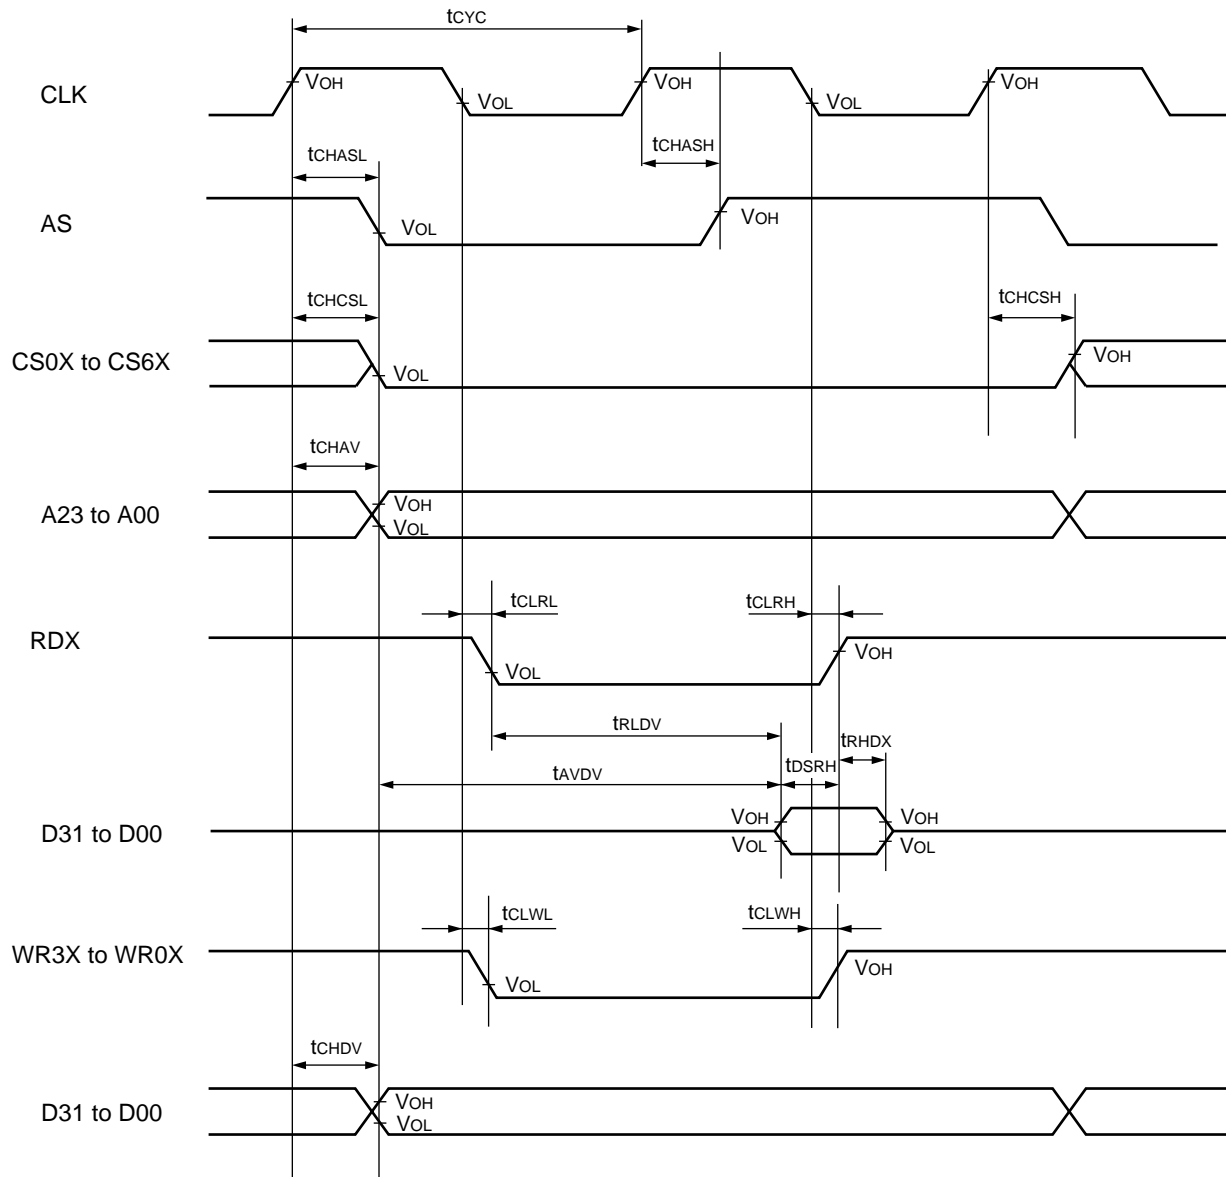 tCYC
CLK VOH VOL VOH VOL VOH
tCHASL tCHASH
AS VOL VOH
tCHCSL tCHCSH
CS0X to CS6X VOL VOH
tCHAV
A23 to A00 VOH
VOL
tCLRL tCLRH
RDX VOL VOH
tRLDV tRHDX
tAVDV tDSRH
D31 to D00 VOH VOH
VOL VOL
tCLWL tCLWH
WR3X to WR0X VOL VOH
tCHDV
D31 to D00 VOH
VOL